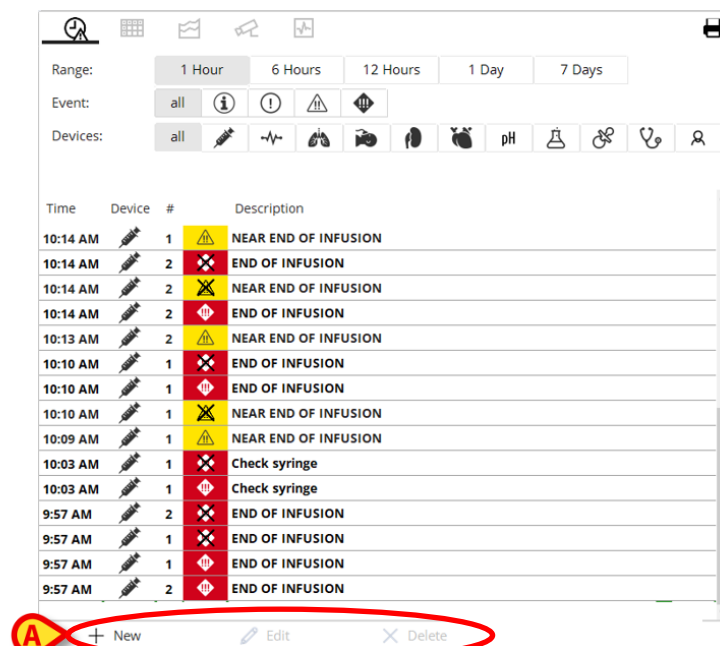 Range: 1 Hour 6 Hours 12 Hours 1 Day 7 Days
Event: all
Devices: all pH
Time Device # Description
10:14 AM 1 NEAR END OF INFUSION
10:14 AM 2 END OF INFUSION
10:14 AM 2 NEAR END OF INFUSION
10:14 AM 2 END OF INFUSION
10:13 AM 2 NEAR END OF INFUSION
10:10 AM 1 END OF INFUSION
10:10 AM 1 END OF INFUSION
10:10 AM 1 NEAR END OF INFUSION
10:09 AM 1 NEAR END OF INFUSION
10:03 AM 1 Check syringe
10:03 AM 1 Check syringe
9:57 AM 2 END OF INFUSION
9:57 AM 1 END OF INFUSION
9:57 AM 1 END OF INFUSION
9:57 AM 2 END OF INFUSION
A New Edit Delete